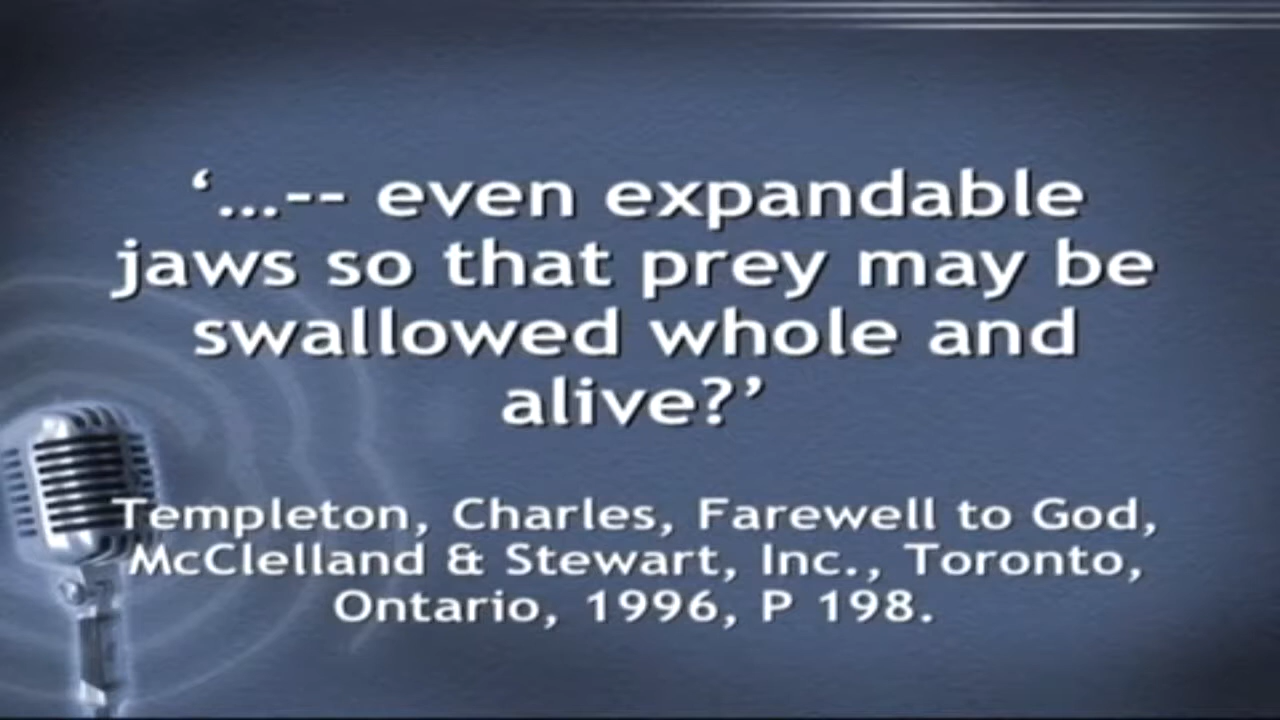 ‘...-- even expandable
jaws so that prey may be
swallowed whole and
alive?’
Templeton, Charles, Farewell to God,
McClelland & Stewart, Inc., Toronto,
Ontario, 1996, P 198.